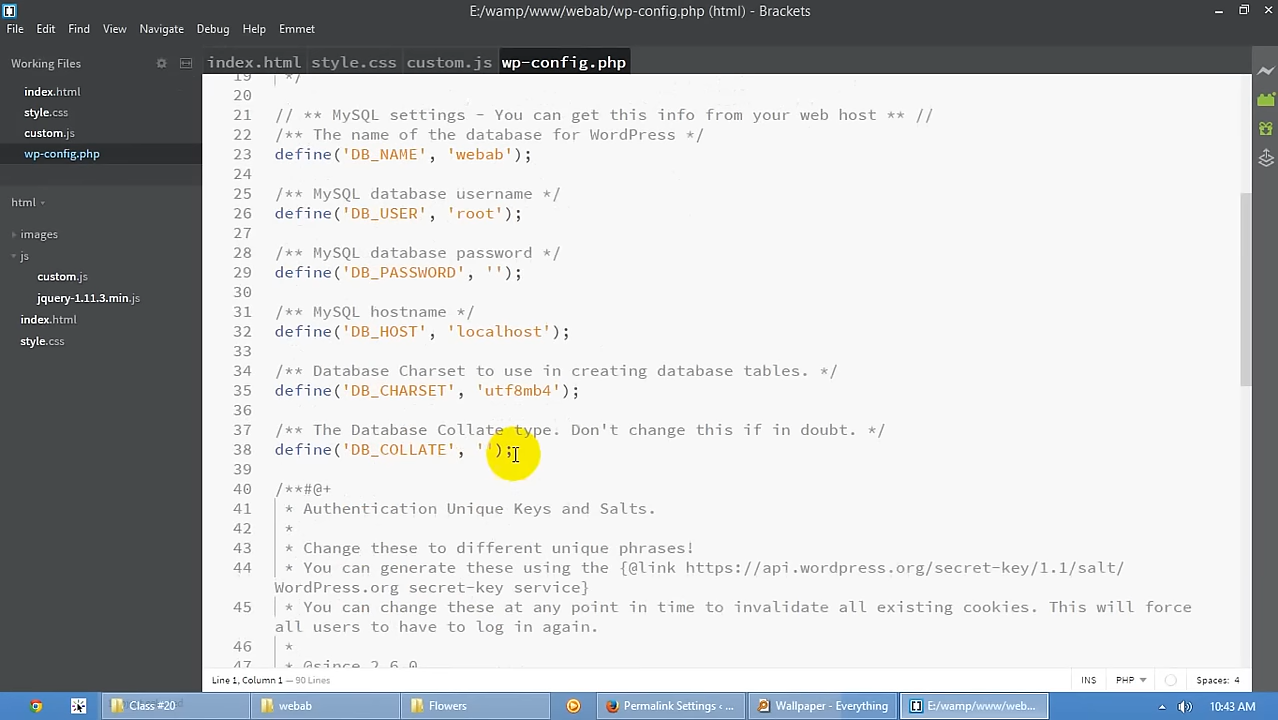 E:/wamp/www/webab/wp-config.php (html) - Brackets
File Edit Find View Navigate Debug Help Emmet
Working Files
index.html
style.css
custom.js
wp-config.php
html
images
js
custom.js
jquery-1.11.3.min.js
index.html
style.css
index.html style.css custom.js wp-config.php
19 */
20
21 // ** MySQL settings - You can get this info from your web host ** //
22 /** The name of the database for WordPress */
23 define('DB_NAME', 'webab');
24
25 /** MySQL database username */
26 define('DB_USER', 'root');
27
28 /** MySQL database password */
29 define('DB_PASSWORD', '');
30
31 /** MySQL hostname */
32 define('DB_HOST', 'localhost');
33
34 /** Database Charset to use in creating database tables. */
35 define('DB_CHARSET', 'utf8mb4');
36
37 /** The Database Collate type. Don't change this if in doubt. */
38 define('DB_COLLATE', '');
39
40 /**#@+
41 * Authentication Unique Keys and Salts.
42 *
43 * Change these to different unique phrases!
44 * You can generate these using the {@link https://api.wordpress.org/secret-key/1.1/salt/
WordPress.org secret-key service}
45 * You can change these at any point in time to invalidate all existing cookies. This will force
all users to have to log in again.
46 *
47 * @since 2.6.0
Line 1, Column 1 — 90 Lines
INS PHP Spaces: 4
Class #20 webab Flowers Permalink Settings ‹ ... Wallpaper - Everything E:/wamp/www/web... 10:43 AM